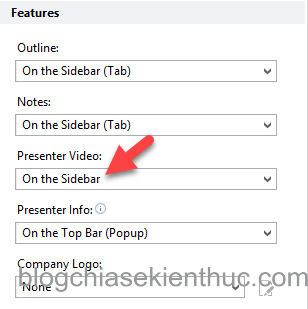 Features
Outline:
On the Sidebar (Tab)
Notes:
On the Sidebar (Tab)
Presenter Video:
On the Sidebar
Presenter Info:
On the Top Bar (Popup)
Company Logo:
None
blogchiasekienthuc.com